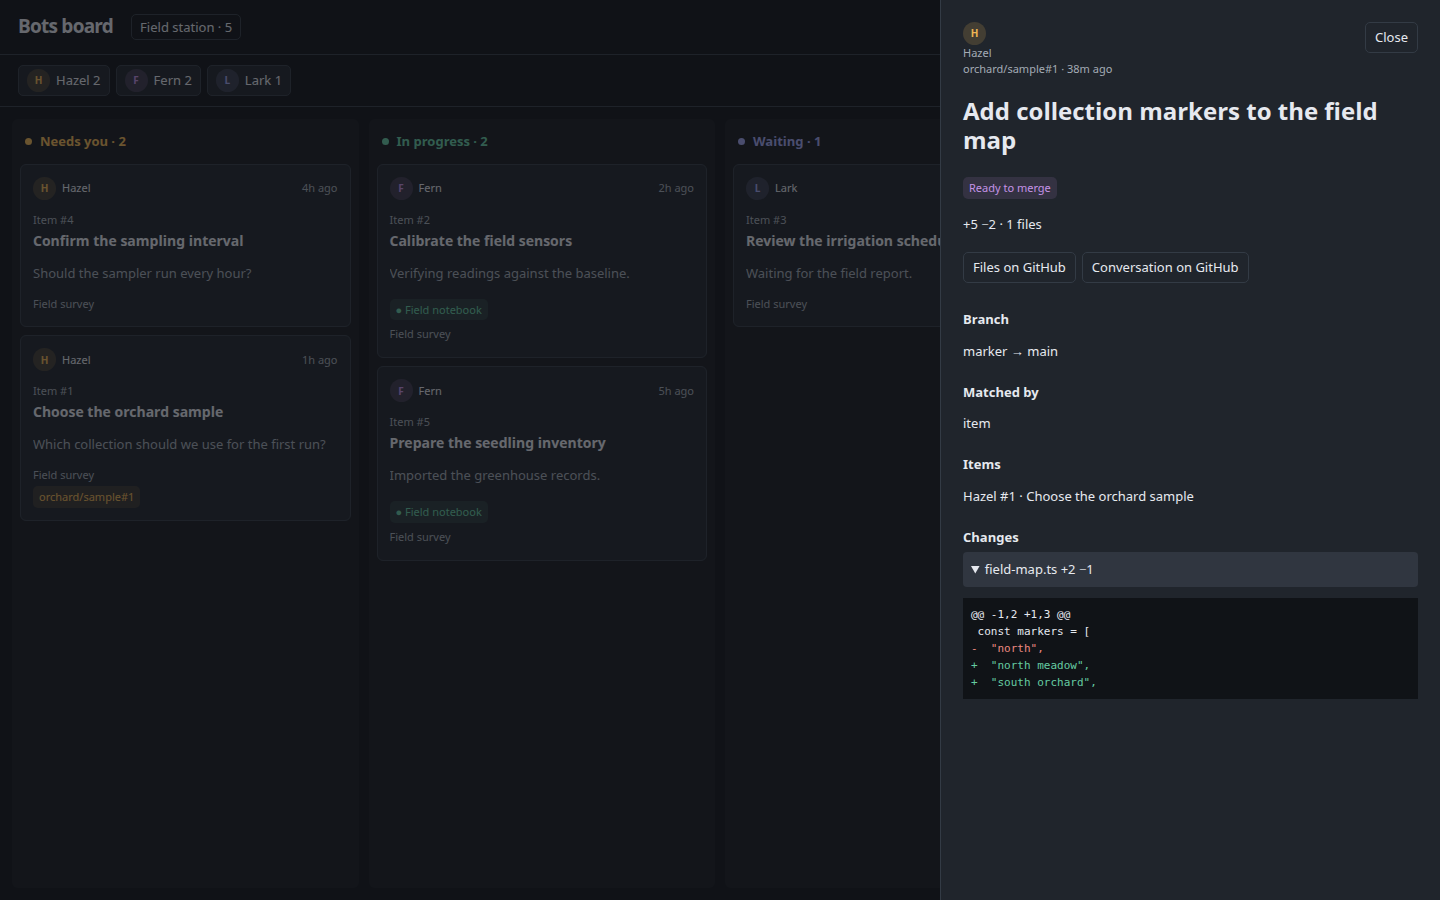 Bots board
Field station · 5
H Hazel 2
F Fern 2
L Lark 1
Needs you · 2
H Hazel 4h ago
Item #4
Confirm the sampling interval
Should the sampler run every hour?
Field survey
H Hazel 1h ago
Item #1
Choose the orchard sample
Which collection should we use for the first run?
Field survey
orchard/sample#1
In progress · 2
F Fern 2h ago
Item #2
Calibrate the field sensors
Verifying readings against the baseline.
● Field notebook
Field survey
F Fern 5h ago
Item #5
Prepare the seedling inventory
Imported the greenhouse records.
● Field notebook
Field survey
Waiting · 1
L Lark
Item #3
Review the irrigation schedu
Waiting for the field report.
Field survey
H
Hazel
orchard/sample#1 · 38m ago
Close
Add collection markers to the field
map
Ready to merge
+5 −2 · 1 files
Files on GitHub
Conversation on GitHub
Branch
marker → main
Matched by
item
Items
Hazel #1 · Choose the orchard sample
Changes
▼ field-map.ts +2 −1
@@ -1,2 +1,3 @@
 const markers = [
-  "north",
+  "north meadow",
+  "south orchard",